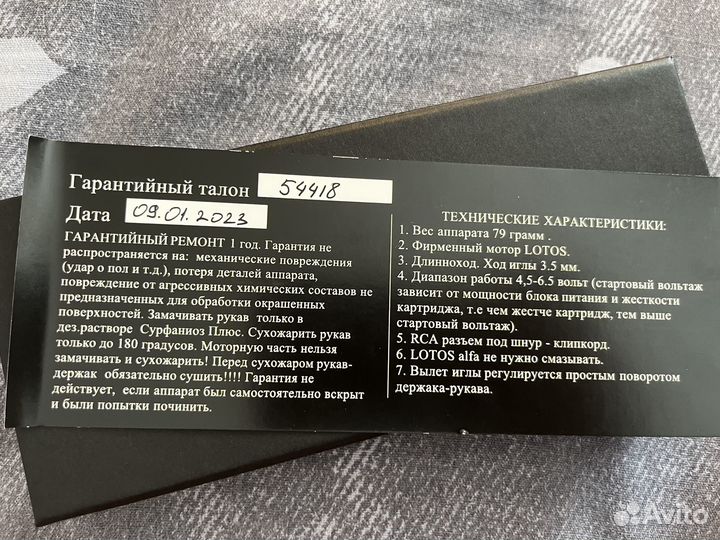 Гарантийный талон 54418
Дата 09.01.2023
ГАРАНТИЙНЫЙ РЕМОНТ 1 год. Гарантия не
распространяется на: механические повреждения
(удар о пол и т.д.), потеря деталей аппарата,
повреждение от агрессивных химических составов не
предназначенных для обработки окрашенных
поверхностей. Замачивать рукав только в
дез.растворе Сурфаниоз Плюс. Сухожарить рукав
только до 180 градусов. Моторную часть нельзя
замачивать и сухожарить! Перед сухожаром рукав-
держак обязательно сушить!!!! Гарантия не
действует, если аппарат был самостоятельно вскрыт
и были попытки починить.
ТЕХНИЧЕСКИЕ ХАРАКТЕРИСТИКИ:
1. Вес аппарата 79 грамм .
2. Фирменный мотор LOTOS.
3. Длинноход. Ход иглы 3.5 мм.
4. Диапазон работы 4,5-6.5 вольт (стартовый вольтаж
зависит от мощности блока питания и жесткости
картриджа, т.е чем жестче картридж, тем выше
стартовый вольтаж).
5. RCA разъем под шнур - клипкорд.
6. LOTOS alfa не нужно смазывать.
7. Вылет иглы регулируется простым поворотом
держака-рукава.
Avito